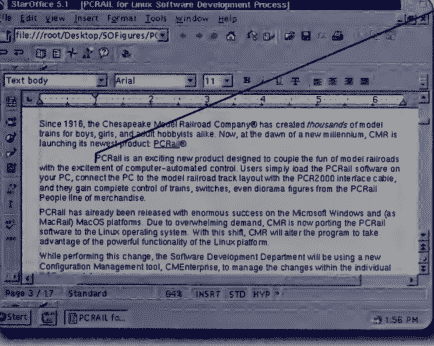 StarOffice 5.1 [PCRAIL for Linux Software Development Process]
File Edit View Insert Format Tools Window Help
file:///root/Desktop/SOFigures/P
Text body Arial 11 B
1 2 3 4 5 6
Since 1916, the Chesapeake Model Railroad Company® has created thousands of model
trains for boys, girls, and adult hobbyists alike. Now, at the dawn of a new millennium, CMR is
launching its newest product: PCRail®
PCRail is an exciting new product designed to couple the fun of model railroads
with the excitement of computer-automated control. Users simply load the PCRail software on
your PC, connect the PC to the model railroad track layout with the PCR2000 interface cable,
and they gain complete control of trains, switches, even diorama figures from the PCRail
People line of merchandise.
PCRail has already been released with enormous success on the Microsoft Windows and (as
MacRail) MacOS platforms. Due to overwhelming demand, CMR is now porting the PCRail
software to the Linux operating system. With this shift, CMR will alter the program to take
advantage of the powerful functionality of the Linux platform.
While performing this change, the Software Development Department will be using a new
Configuration Management tool, CMEnterprise, to manage the changes within the individual
Page 3 / 17 Standard 94% INSRT STD HYP
Start PCRAIL fo... 1:56 PM